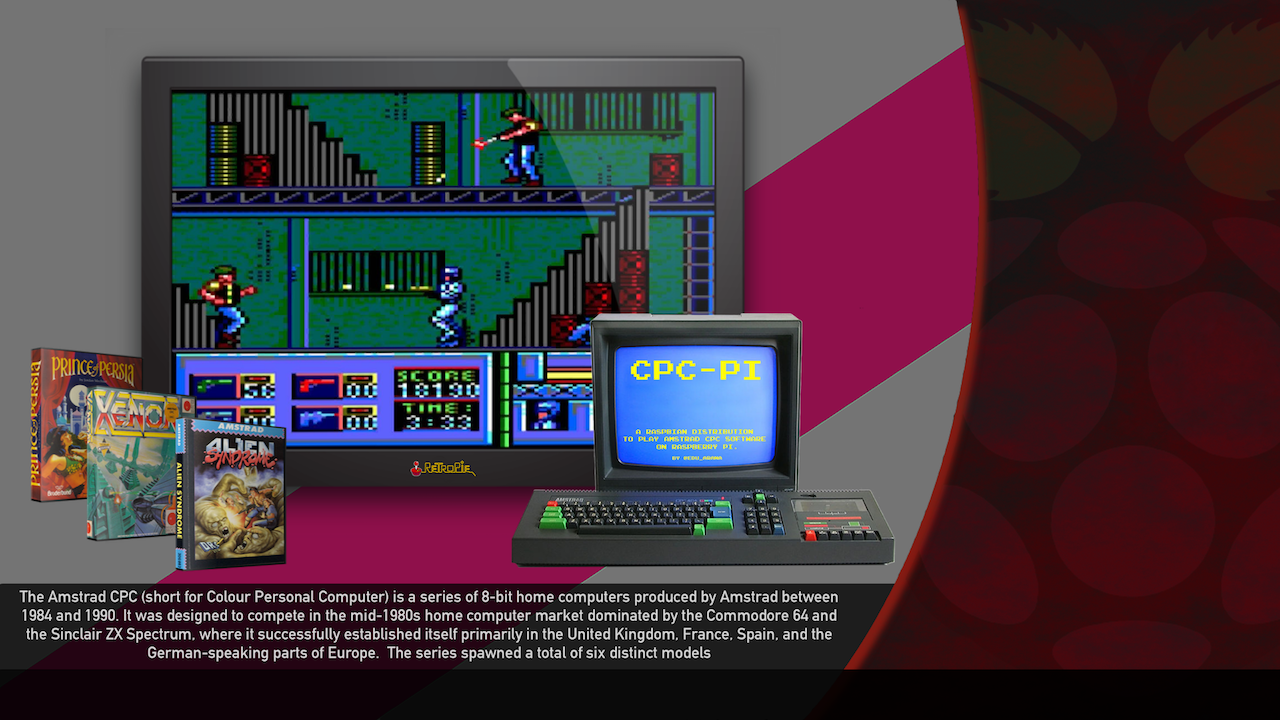 SCORE
TIME:
3:33
RETROPIE
PRINCE OF PERSIA
PRINCE OF PERSIA
Brøderbund
XENON
AMSTRAD
ALIEN
SYNDROME
ALIEN SYNDROME
CPC-PI
A RASPBIAN DISTRIBUTION
TO PLAY AMSTRAD CPC SOFTWARE
ON RASPBERRY PI.
AMSTRAD
The Amstrad CPC (short for Colour Personal Computer) is a series of 8-bit home computers produced by Amstrad between
1984 and 1990. It was designed to compete in the mid-1980s home computer market dominated by the Commodore 64 and
the Sinclair ZX Spectrum, where it successfully established itself primarily in the United Kingdom, France, Spain, and the
German-speaking parts of Europe.  The series spawned a total of six distinct models